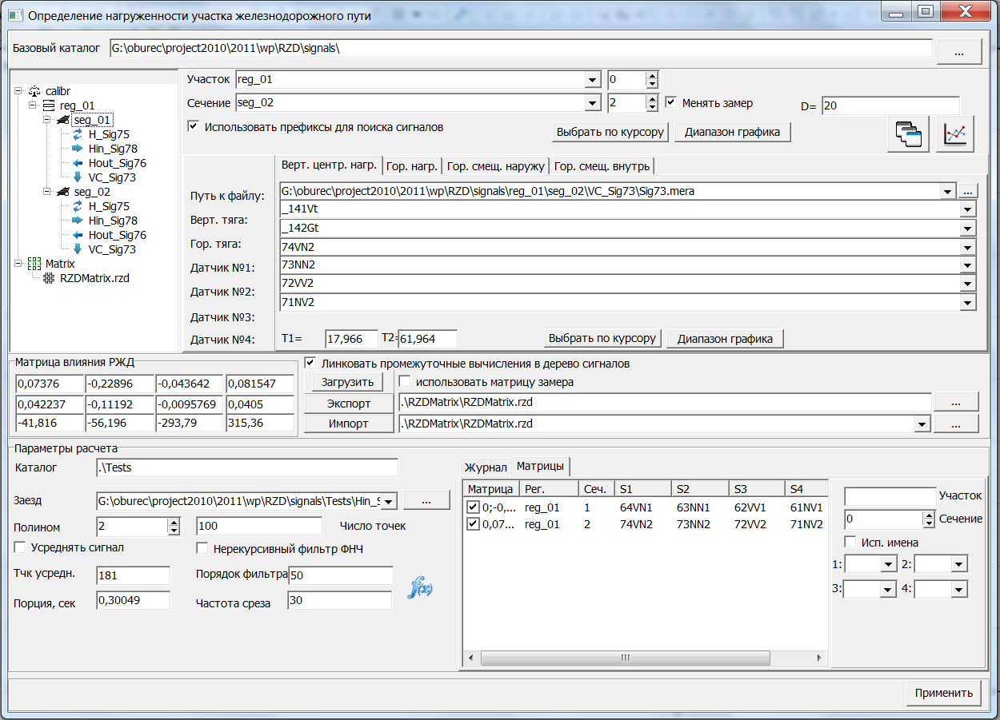 Определение нагруженности участка железнодорожного пути
Базовый каталог G:\oburec\project2010\2011\wp\RZD\signals\ ...
calibr
reg_01
seg_01
H_Sig75
Hin_Sig78
Hout_Sig76
VC_Sig73
seg_02
H_Sig75
Hin_Sig78
Hout_Sig76
VC_Sig73
Matrix
RZDMatrix.rzd
Участок reg_01 0
Сечение seg_02 2 Менять замер D= 20
Использовать префиксы для поиска сигналов Выбрать по курсору Диапазон графика
Верт. центр. нагр. Гор. нагр. Гор. смещ. наружу Гор. смещ. внутрь
Путь к файлу: G:\oburec\project2010\2011\wp\RZD\signals\reg_01\seg_02\VC_Sig73\Sig73.mera ...
Верт. тяга: _141Vt
Гор. тяга: _142Gt
Датчик №1: 74VN2
Датчик №2: 73NN2
Датчик №3: 72VV2
Датчик №4: 71NV2
T1= 17,966 T2= 61,964 Выбрать по курсору Диапазон графика
Матрица влияния РЖД
0,07376 -0,22896 -0,043642 0,081547
0,042237 -0,11192 -0,0095769 0,0405
-41,816 -56,196 -293,79 315,36
Линковать промежуточные вычисления в дерево сигналов
Загрузить использовать матрицу замера
Экспорт .\RZDMatrix\RZDMatrix.rzd ...
Импорт .\RZDMatrix\RZDMatrix.rzd ...
Параметры расчета
Каталог .\Tests
Заезд G:\oburec\project2010\2011\wp\RZD\signals\Tests\Hin_S ...
Полином 2 100 Число точек
Усреднять сигнал Нерекурсивный фильтр ФНЧ
Тчк усредн. 181 Порядок фильтра 50
Порция, сек 0,30049 Частота среза 30
f(x)
Журнал Матрицы
Матрица Рег. Сеч. S1 S2 S3 S4
0;-0,... reg_01 1 64VN1 63NN1 62VV1 61NV1
0,07... reg_01 2 74VN2 73NN2 72VV2 71NV2
Участок
0 Сечение
Исп. имена
1: 2:
3: 4:
Применить